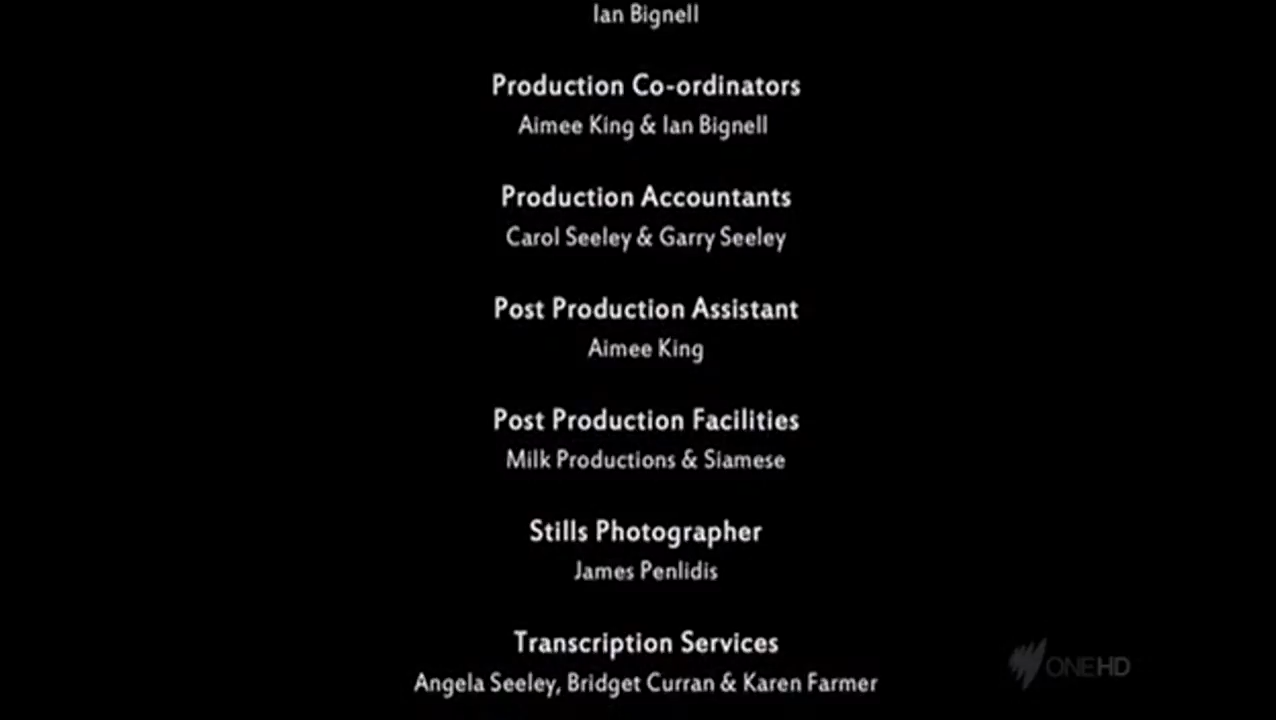 Ian Bignell
Production Co-ordinators
Aimee King & Ian Bignell
Production Accountants
Carol Seeley & Garry Seeley
Post Production Assistant
Aimee King
Post Production Facilities
Milk Productions & Siamese
Stills Photographer
James Penlidis
Transcription Services
Angela Seeley, Bridget Curran & Karen Farmer
ONE HD